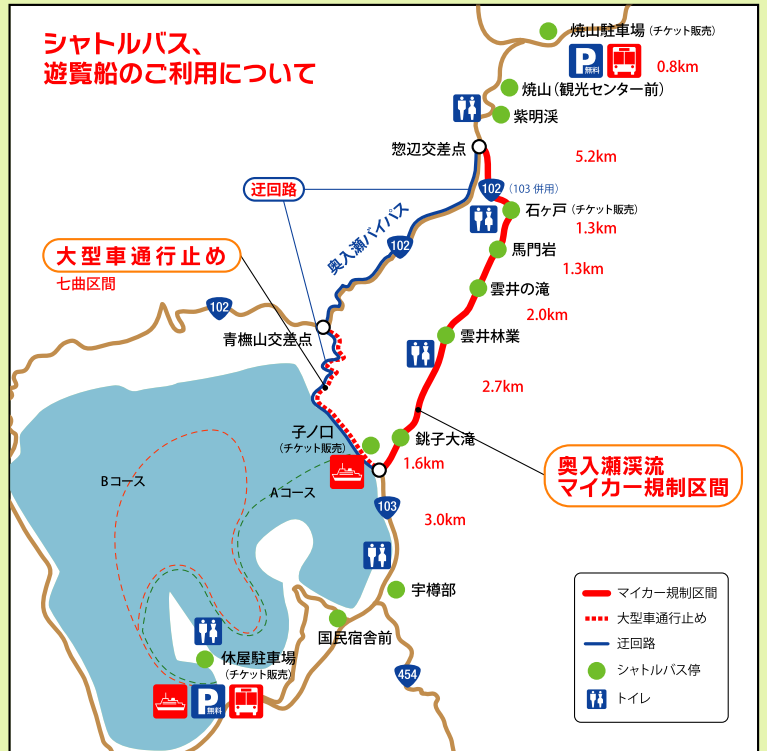 シャトルバス、
遊覧船のご利用について
焼山駐車場（チケット販売）
P
無料
0.8km
焼山（観光センター前）
紫明渓
惣辺交差点
5.2km
迂回路
102
（103 併用）
石ヶ戸（チケット販売）
1.3km
奥入瀬バイパス
102
馬門岩
大型車通行止め
七曲区間
1.3km
雲井の滝
102
2.0km
青橅山交差点
雲井林業
2.7km
子ノ口
（チケット販売）
銚子大滝
1.6km
奥入瀬渓流
マイカー規制区間
Bコース
Aコース
103
3.0km
宇樽部
国民宿舎前
休屋駐車場
（チケット販売）
454
P
無料
マイカー規制区間
大型車通行止め
迂回路
シャトルバス停
トイレ